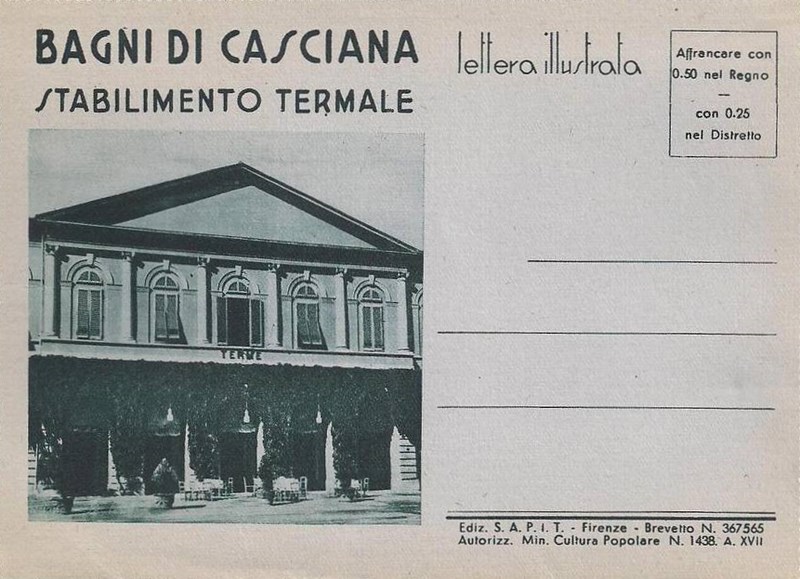 BAGNI DI CASCIANA
STABILIMENTO TERMALE
lettera illustrata
Affrancare con
0.50 nel Regno
—
con 0.25
nel Distretto
TERME
Ediz. S. A. P. I. T. - Firenze - Brevetto N. 367565
Autorizz. Min. Cultura Popolare N. 1438. A. XVII